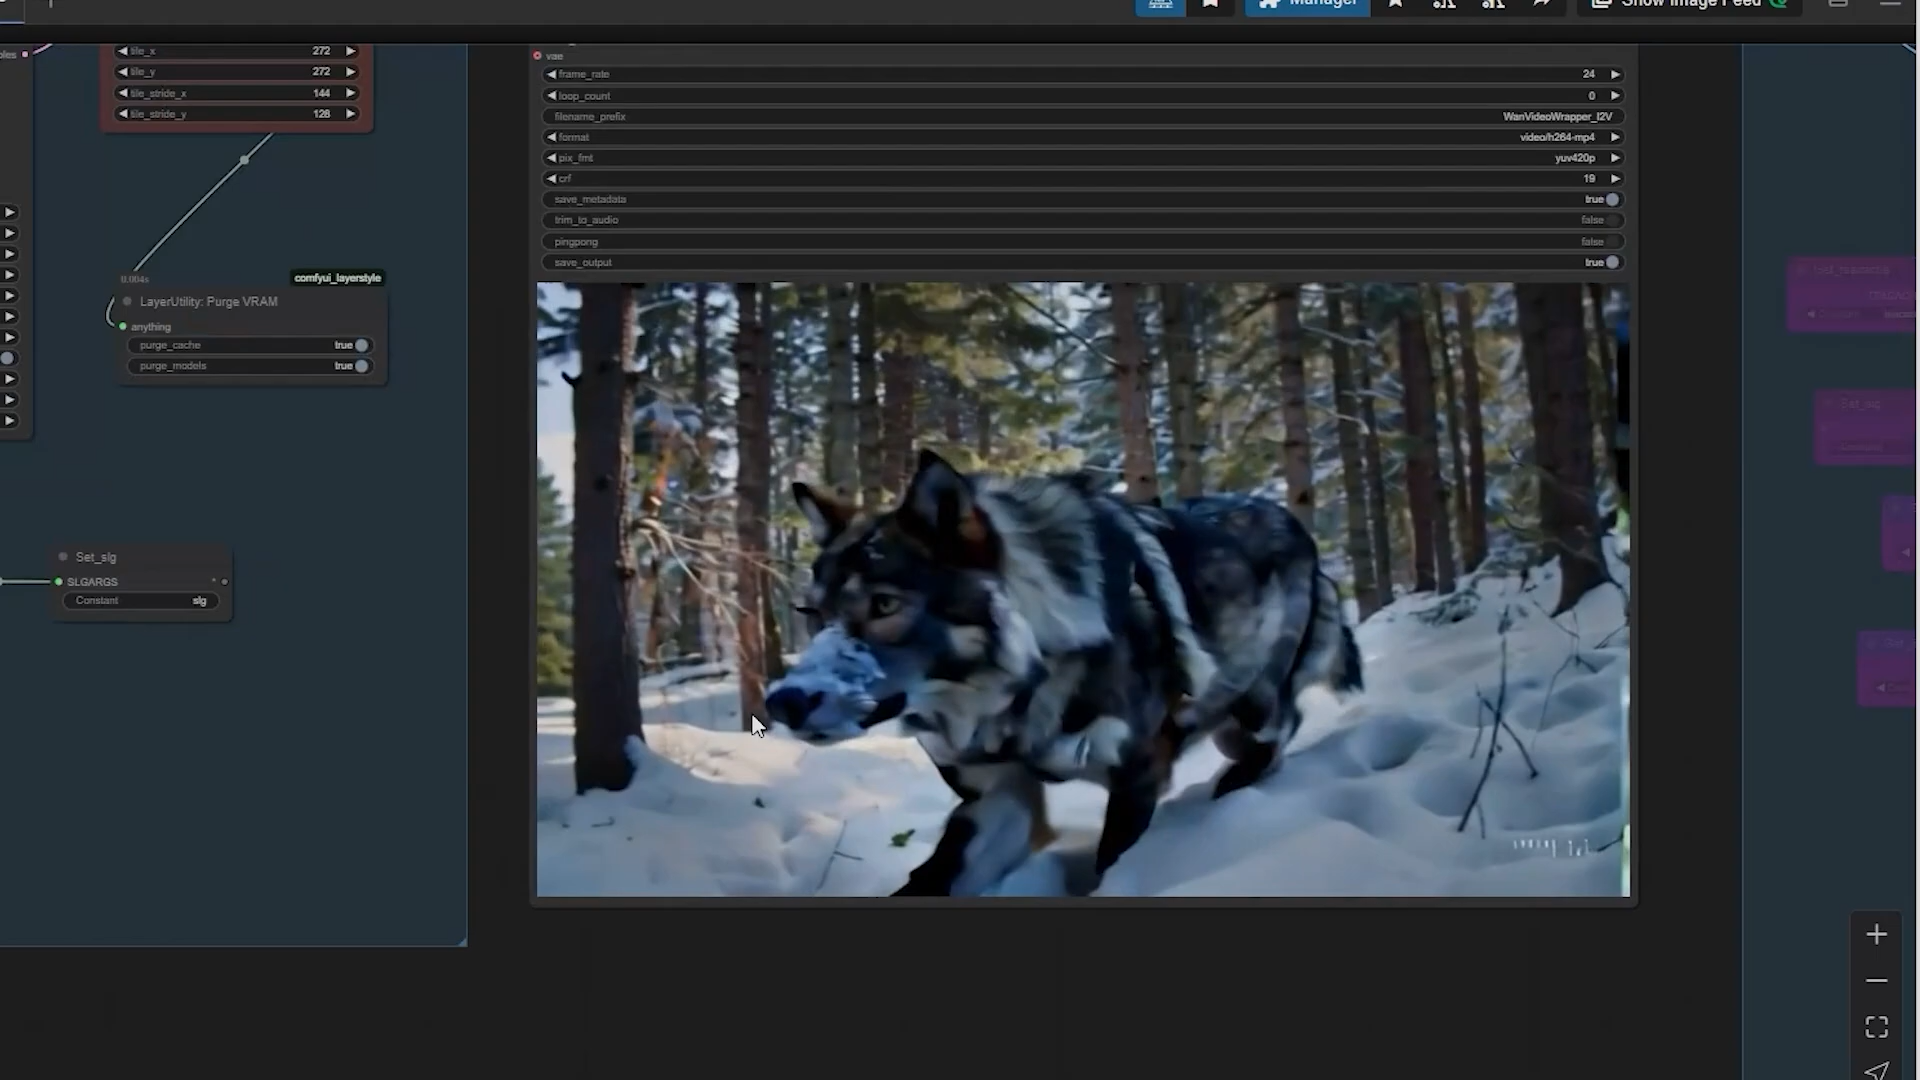 Manager
Show Image Feed
tile_x 272
tile_y 272
tile_stride_x 144
tile_stride_y 128
0.004s
comfyui_layerstyle
LayerUtility: Purge VRAM
anything
purge_cache true
purge_models true
Set_slg
SLGARGS
Constant slg
vae
frame_rate 24
loop_count 0
filename_prefix WanVideoWrapper_I2V
format video/h264-mp4
pix_fmt yuv420p
crf 19
save_metadata true
trim_to_audio false
pingpong false
save_output true